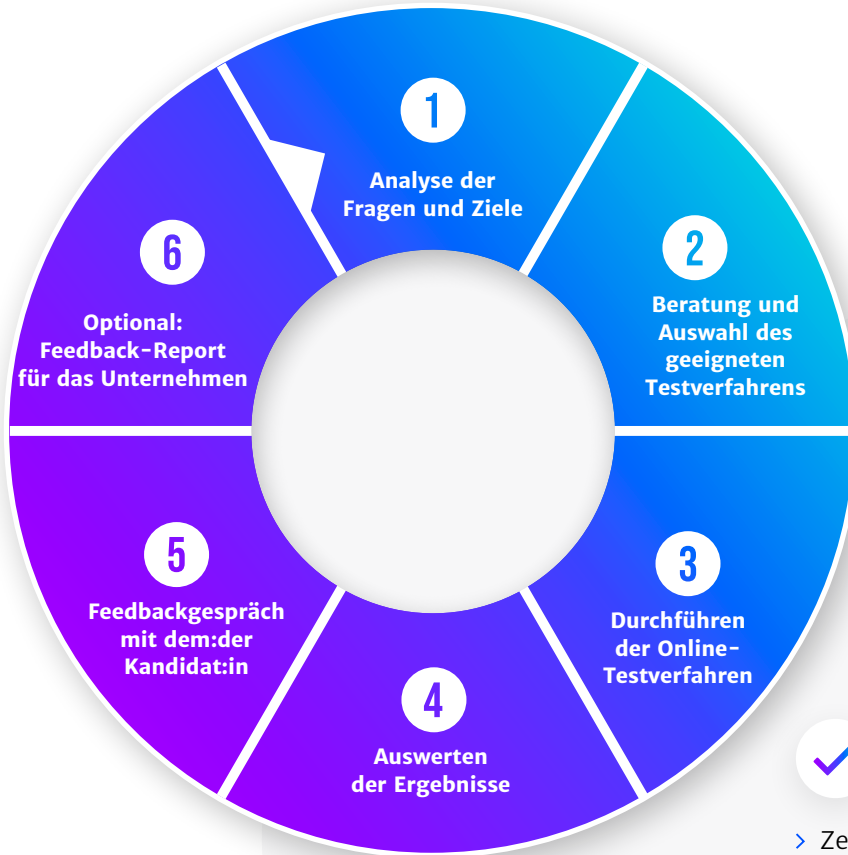 1
Analyse der
Fragen und Ziele
2
Beratung und
Auswahl des
geeigneten
Testverfahrens
3
Durchführen
der Online-
Testverfahren
4
Auswerten
der Ergebnisse
5
Feedbackgespräch
mit dem:der
Kandidat:in
6
Optional:
Feedback-Report
für das Unternehmen